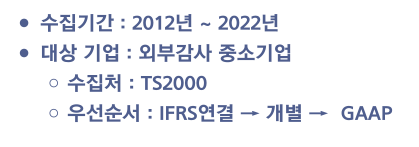 • 수집기간 : 2012년 ~ 2022년
• 대상 기업 : 외부감사 중소기업
○ 수집처 : TS2000
○ 우선순서 : IFRS연결 → 개별 → GAAP